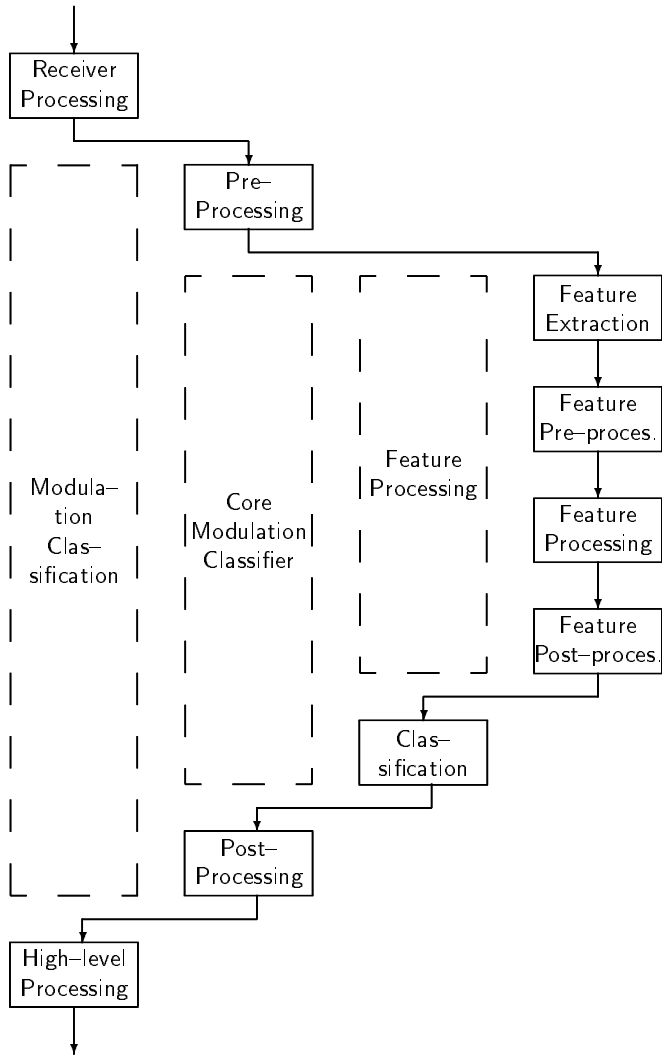 Receiver
Processing
Pre–
Processing
Feature
Extraction
Feature
Pre–proces.
Feature
Processing
Feature
Post–proces.
Feature
Processing
Core
Modulation
Classifier
Modula–
tion
Clas–
sification
Clas–
sification
Post–
Processing
High–level
Processing